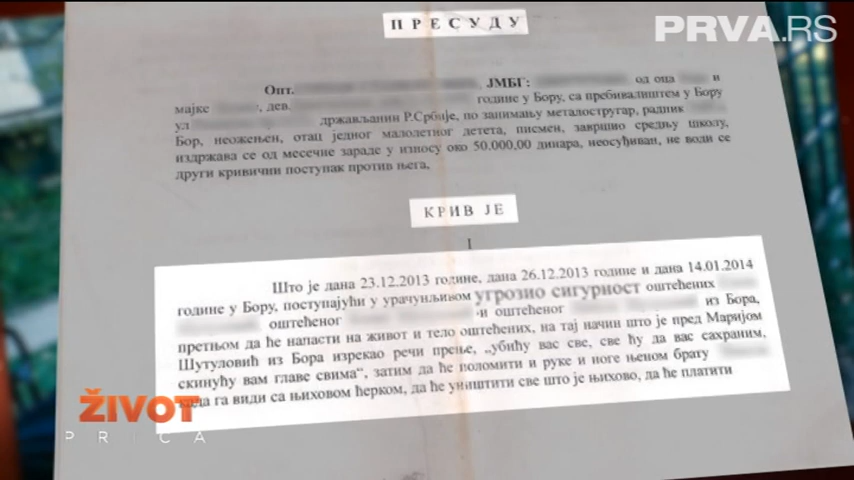 PRVA.RS
ПРЕСУДУ
Опт. ЈМБГ: од оца и
мајке дев. године у Бору, са пребивалиштем у Бору
ул држављанин Р.Србије, по занимању металостругар, радник
Бор, неожењен, отац једног малолетног детета, писмен, завршио средњу школу,
издржава се од месечне зараде у износу око 50.000,00 динара, неосуђиван, не води се
други кривични поступак против њега,
КРИВ ЈЕ
I
Што је дана 23.12.2013 године, дана 26.12.2013 године и дана 14.01.2014
године у Бору, поступајући у урачунљивом угрозио сигурност оштећених
оштећеног -и оштећеног из Бора,
претњом да ће напасти на живот и тело оштећених, на тај начин што је пред Маријом
Шутуловић из Бора изрекао речи прење, „убићу вас све, све ћу да вас сахраним,
скинућу вам главе свима“, затим да ће поломити и руке и ноге њеном брату
када га види са њиховом ћерком, да ће уништити све што је њихово, да ће платити
ŽIVOT
PRICA